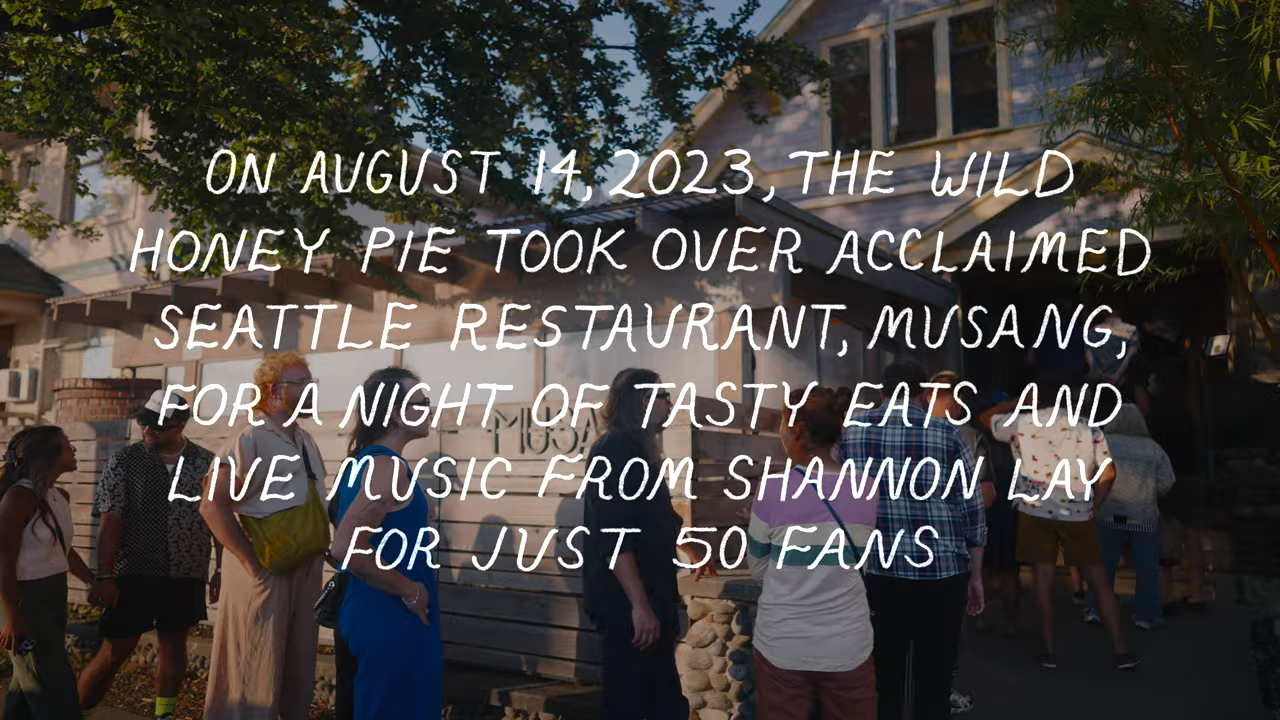 ON AUGUST 14, 2023, THE WILD
HONEY PIE TOOK OVER ACCLAIMED
SEATTLE RESTAURANT, MUSANG,
FOR A NIGHT OF TASTY EATS AND
MUSA
LIVE MUSIC FROM SHANNON LAY
FOR JUST 50 FANS